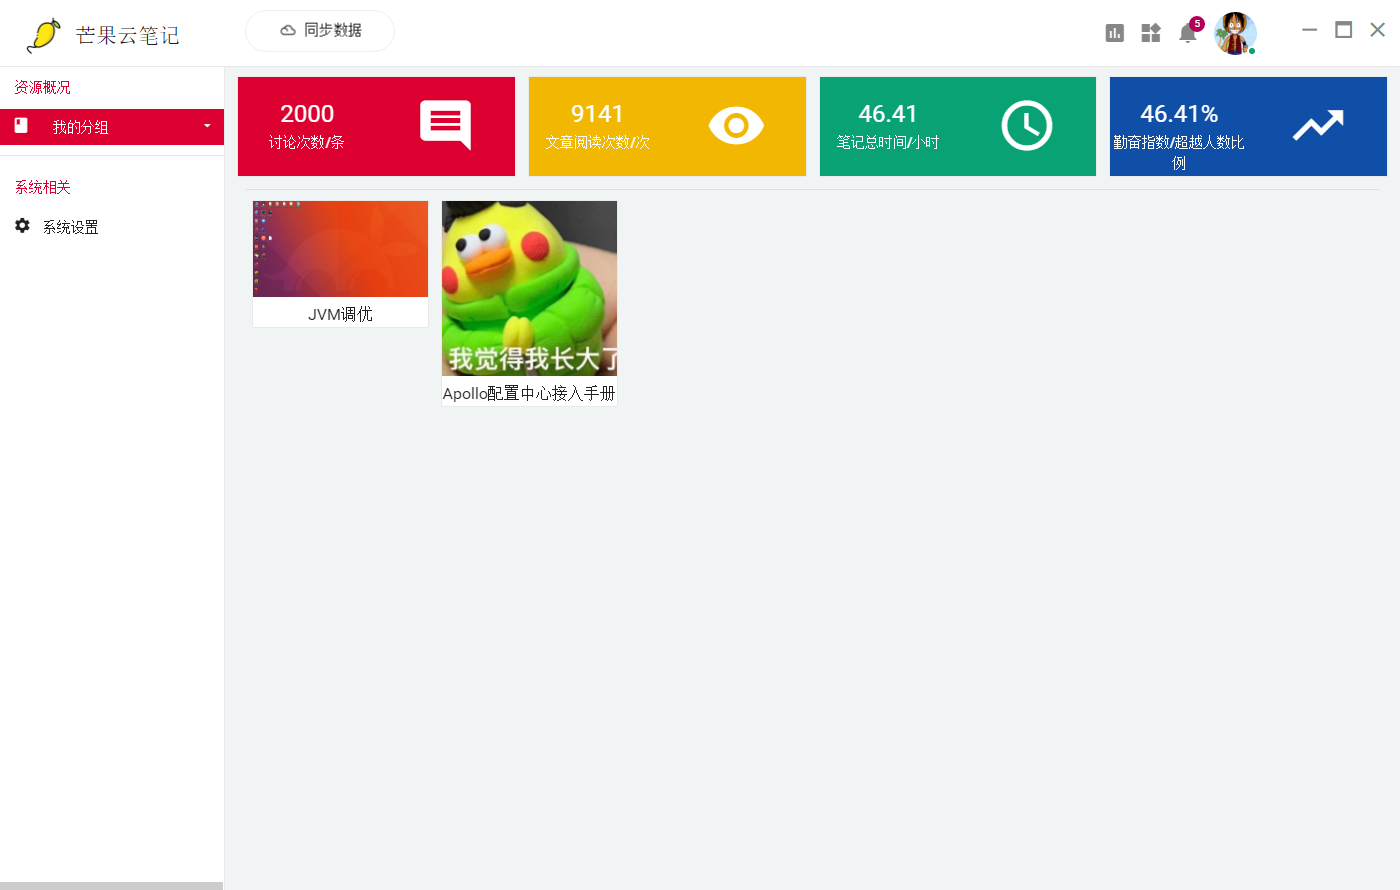 芒果云笔记
同步数据
5
资源概况
我的分组
系统相关
系统设置
2000
讨论次数/条
9141
文章阅读次数/次
46.41
笔记总时间/小时
46.41%
勤奋指数/超越人数比
例
JVM调优
我觉得我长大了
Apollo配置中心接入手册